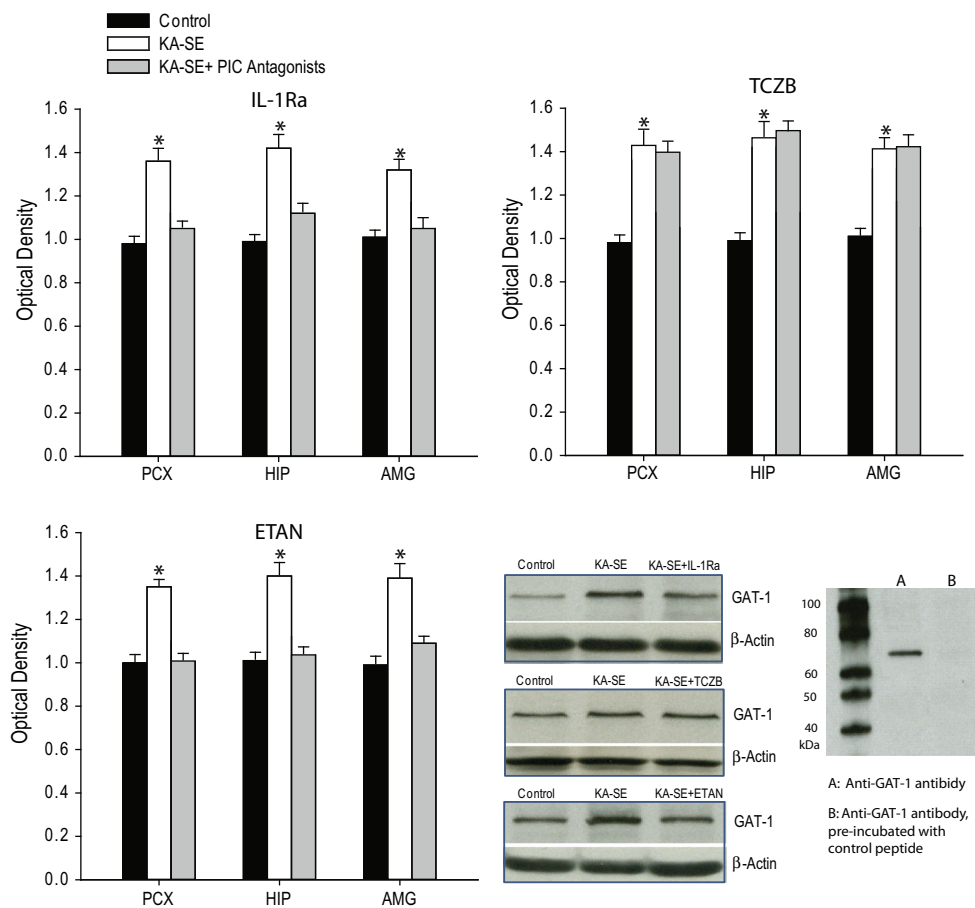 Control
KA-SE
KA-SE+ PIC Antagonists
IL-1Ra
Optical Density
1.6
1.4
1.2
1.0
0.8
0.6
0.4
0.2
0.0
* * *
PCX HIP AMG
TCZB
Optical Density
1.6
1.4
1.2
1.0
0.8
0.6
0.4
0.2
0.0
* * *
PCX HIP AMG
ETAN
Optical Density
1.6
1.4
1.2
1.0
0.8
0.6
0.4
0.2
0.0
* * *
PCX HIP AMG
Control KA-SE KA-SE+IL-1Ra
GAT-1
β-Actin
Control KA-SE KA-SE+TCZB
GAT-1
β-Actin
Control KA-SE KA-SE+ETAN
GAT-1
β-Actin
A B
100
80
60
50
40
kDa
A: Anti-GAT-1 antibidy
B: Anti-GAT-1 antibody,
pre-incubated with
control peptide